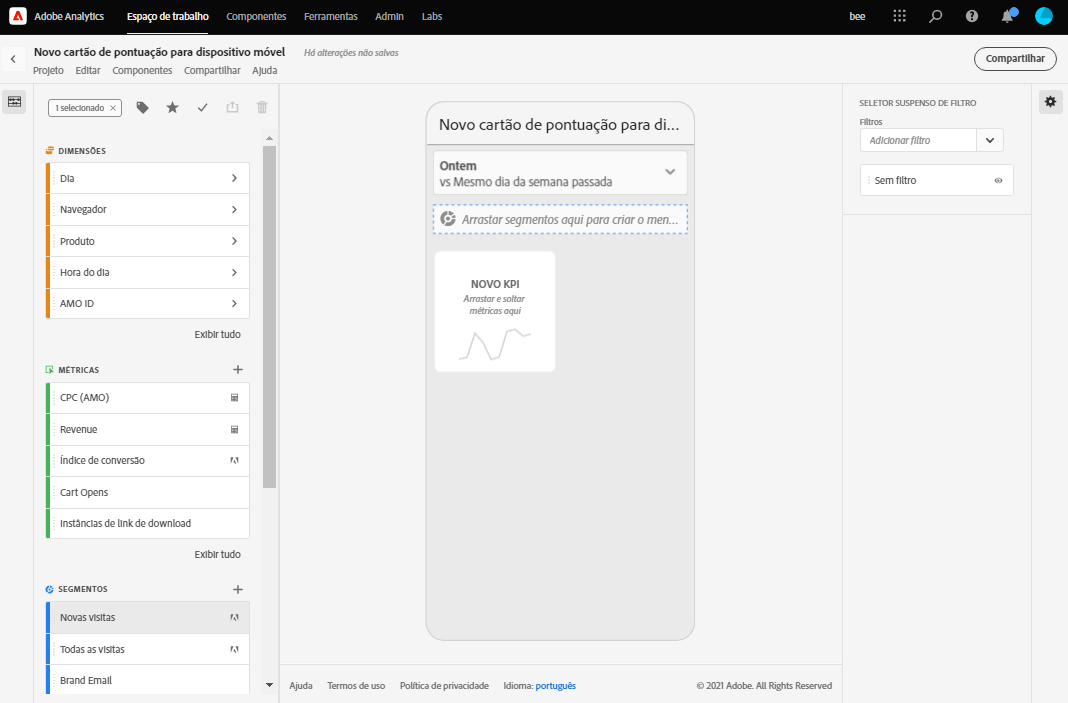 Adobe Analytics
Espaço de trabalho
Componentes
Ferramentas
Admin
Labs
bee
Novo cartão de pontuação para dispositivo móvel
Há alterações não salvas
Projeto
Editar
Componentes
Compartilhar
Ajuda
Compartilhar
1 selecionado
DIMENSÕES
Dia
Navegador
Produto
Hora do dia
AMO ID
Exibir tudo
MÉTRICAS
CPC (AMO)
Revenue
Índice de conversão
Cart Opens
Instâncias de link de download
Exibir tudo
SEGMENTOS
Novas visitas
Todas as visitas
Brand Email
Novo cartão de pontuação para di...
Ontem
vs Mesmo dia da semana passada
Arrastar segmentos aqui para criar o men...
NOVO KPI
Arrastar e soltar
métricas aqui
SELETOR SUSPENSO DE FILTRO
Filtros
Adicionar filtro
Sem filtro
Ajuda
Termos de uso
Política de privacidade
Idioma: português
© 2021 Adobe. All Rights Reserved